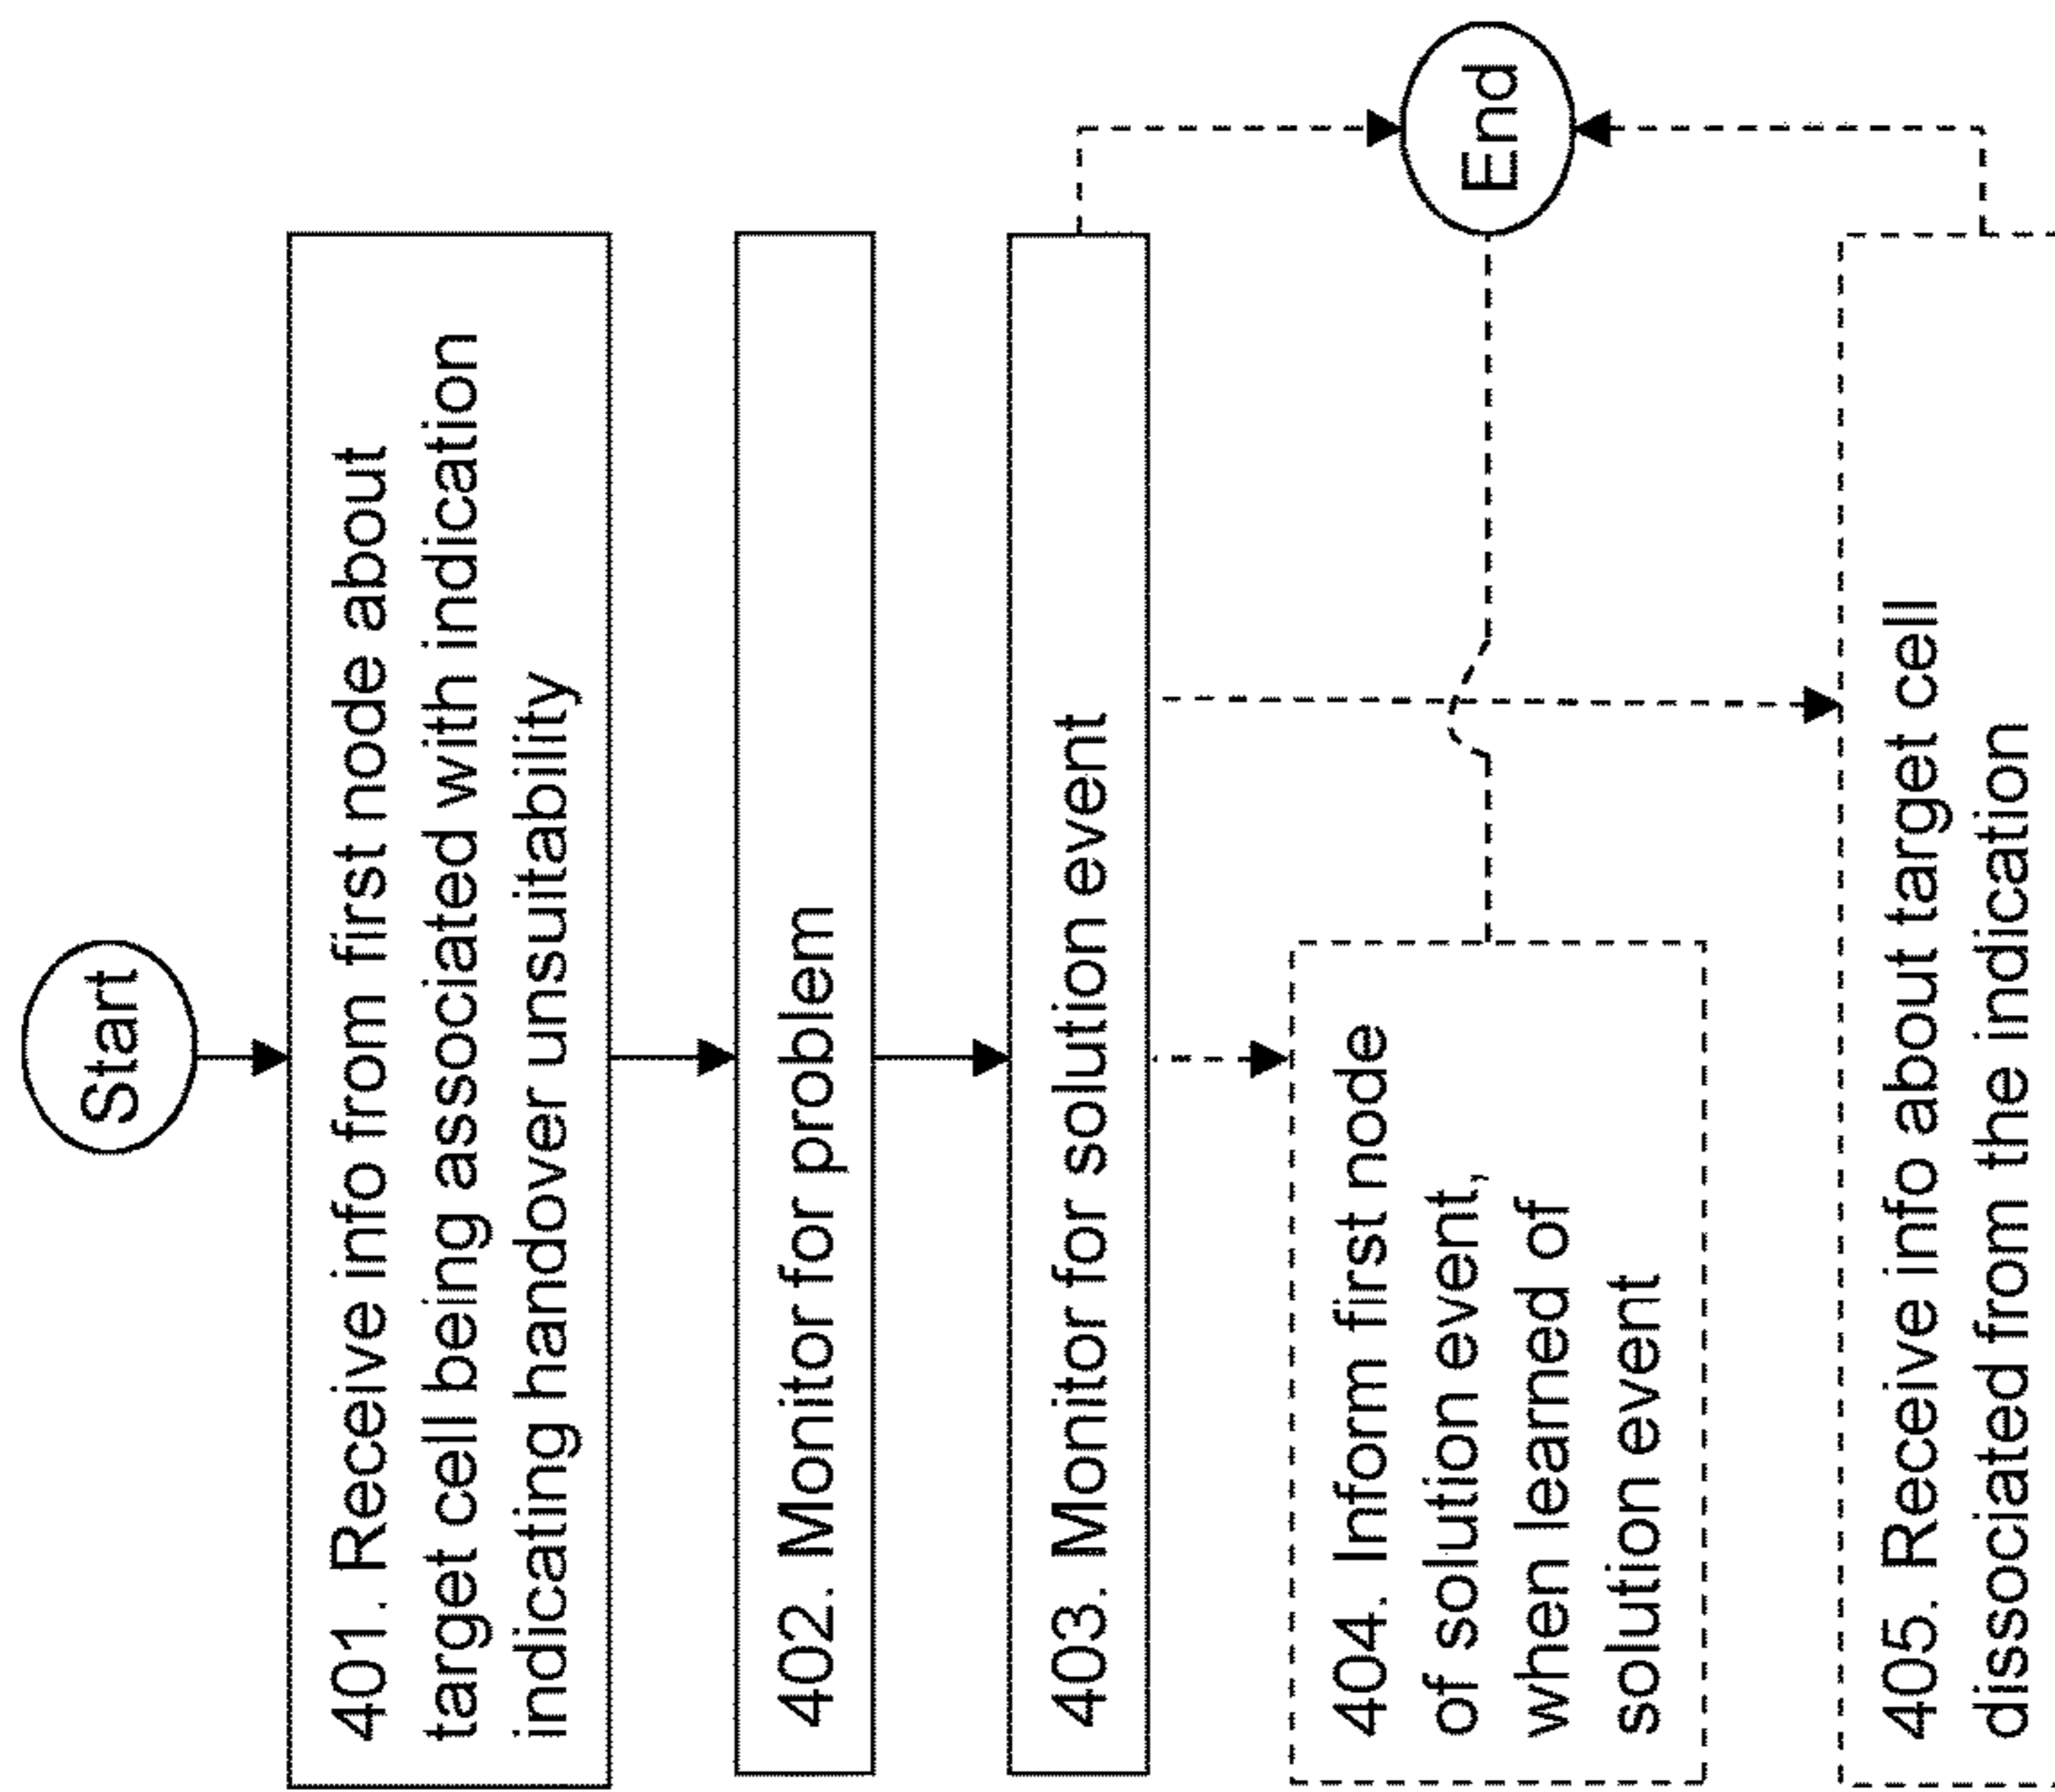 Start
401. Receive info from first node about
target cell being associated with indication
indicating handover unsuitability
402. Monitor for problem
403. Monitor for solution event
404. Inform first node
of solution event,
when learned of
solution event
End
405. Receive info about target cell
dissociated from the indication